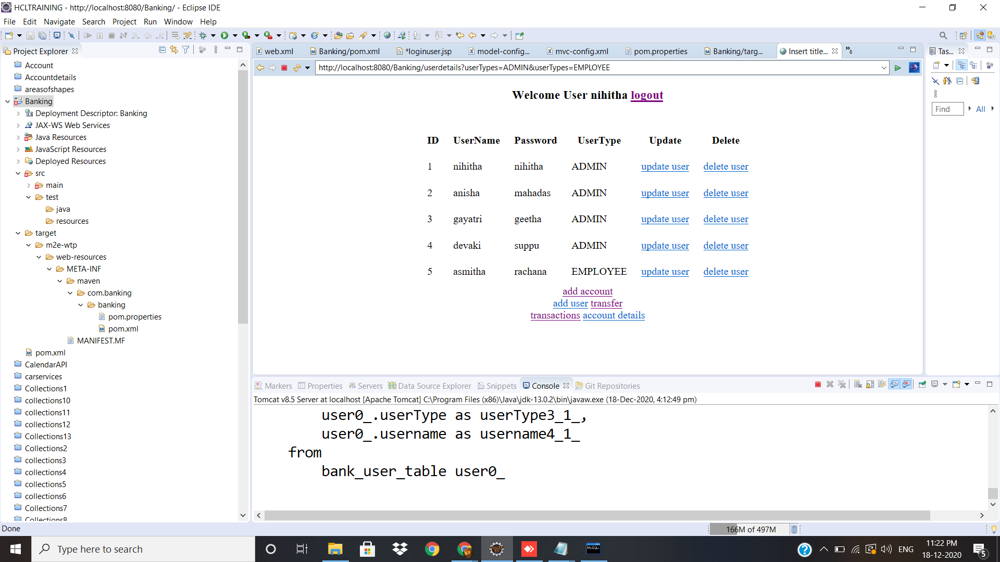 HCLTRAINING - http://localhost:8080/Banking/ - Eclipse IDE
File Edit Navigate Search Project Run Window Help
Project Explorer
Account
Accountdetails
areasofshapes
Banking
Deployment Descriptor: Banking
JAX-WS Web Services
Java Resources
JavaScript Resources
Deployed Resources
src
main
test
java
resources
target
m2e-wtp
web-resources
META-INF
maven
com.banking
banking
pom.properties
pom.xml
MANIFEST.MF
pom.xml
CalendarAPI
carservices
Collections1
collections10
collections11
collections12
Collections13
Collections2
collections3
collections4
collections5
collections6
Collections7
Collections8
web.xml Banking/pom.xml *loginuser.jsp model-config... mvc-config.xml pom.properties Banking/targ... Insert title... »8
http://localhost:8080/Banking/userdetails?userTypes=ADMIN&userTypes=EMPLOYEE
Welcome User nihitha logout
ID UserName Password UserType Update Delete
1 nihitha nihitha ADMIN update user delete user
2 anisha mahadas ADMIN update user delete user
3 gayatri geetha ADMIN update user delete user
4 devaki suppu ADMIN update user delete user
5 asmitha rachana EMPLOYEE update user delete user
add account
add user transfer
transactions account details
Tas...
Find All
Markers Properties Servers Data Source Explorer Snippets Console Git Repositories
Tomcat v8.5 Server at localhost [Apache Tomcat] C:\Program Files (x86)\Java\jdk-13.0.2\bin\javaw.exe (18-Dec-2020, 4:12:49 pm)
user0_.userType as userType3_1_,
user0_.username as username4_1_
from
bank_user_table user0_
Done
166M of 497M
Type here to search
ENG
11:22 PM
18-12-2020
5